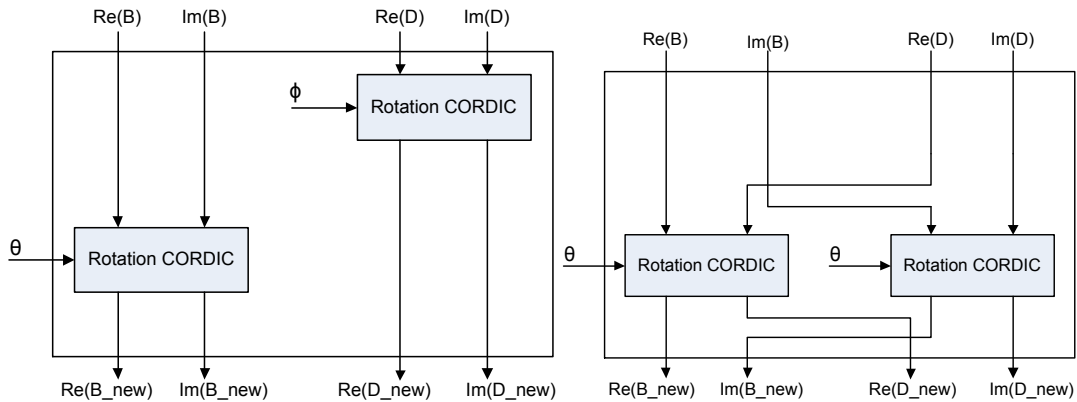 Re(B) Im(B) Re(D) Im(D)
ϕ
Rotation CORDIC
θ
Rotation CORDIC
Re(B_new) Im(B_new) Re(D_new) Im(D_new)
Re(B) Im(B) Re(D) Im(D)
θ
Rotation CORDIC
θ
Rotation CORDIC
Re(B_new) Im(B_new) Re(D_new) Im(D_new)